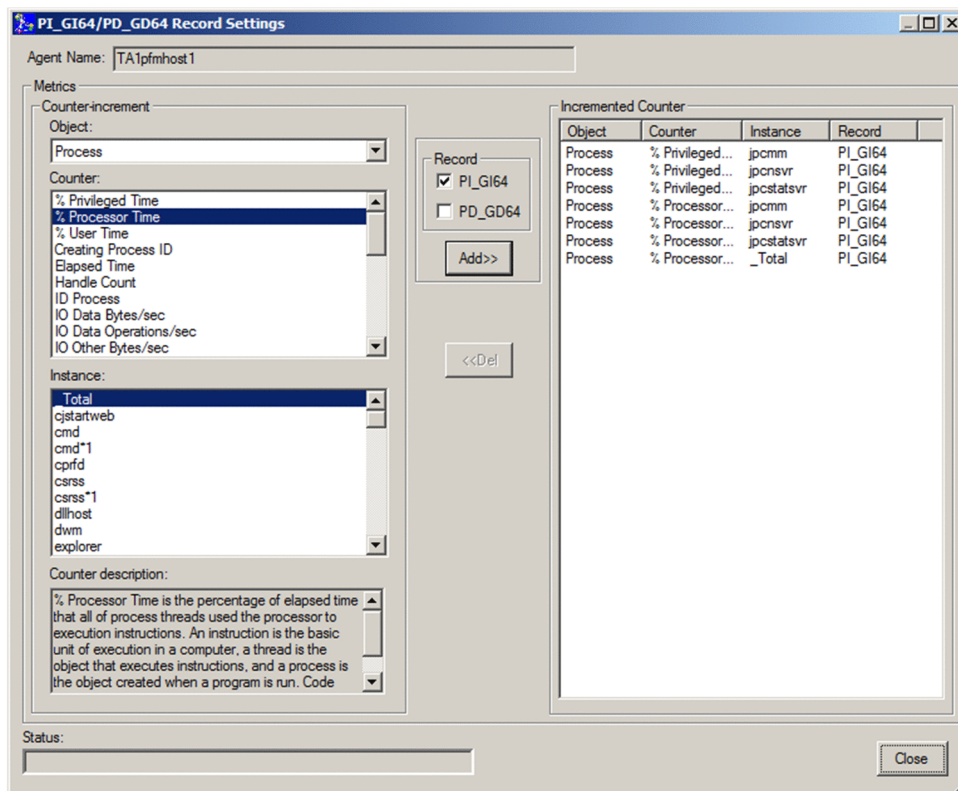 PI_GI64/PD_GD64 Record Settings
Agent Name: TA1pfmhost1
Metrics
Counter-increment
Object:
Process
Counter:
% Privileged Time
% Processor Time
% User Time
Creating Process ID
Elapsed Time
Handle Count
ID Process
IO Data Bytes/sec
IO Data Operations/sec
IO Other Bytes/sec
Instance:
_Total
cjstartweb
cmd
cmd*1
cprfd
csrss
csrss*1
dllhost
dwm
explorer
Counter description:
% Processor Time is the percentage of elapsed time
that all of process threads used the processor to
execution instructions. An instruction is the basic
unit of execution in a computer, a thread is the
object that executes instructions, and a process is
the object created when a program is run. Code
Record
PI_GI64
PD_GD64
Add>>
<<Del
Incremented Counter
Object Counter Instance Record
Process % Privileged... jpcmm PI_GI64
Process % Privileged... jpcnsvr PI_GI64
Process % Privileged... jpcstatsvr PI_GI64
Process % Processor... jpcmm PI_GI64
Process % Processor... jpcnsvr PI_GI64
Process % Processor... jpcstatsvr PI_GI64
Process % Processor... _Total PI_GI64
Status:
Close